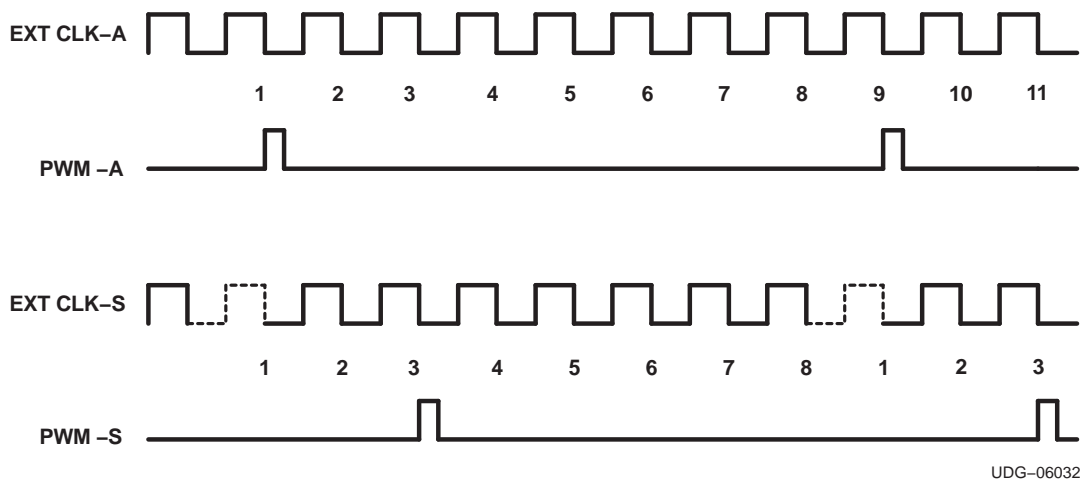 EXT CLK–A
1 2 3 4 5 6 7 8 9 10 11
PWM –A
EXT CLK–S
1 2 3 4 5 6 7 8 1 2 3
PWM –S
UDG–06032